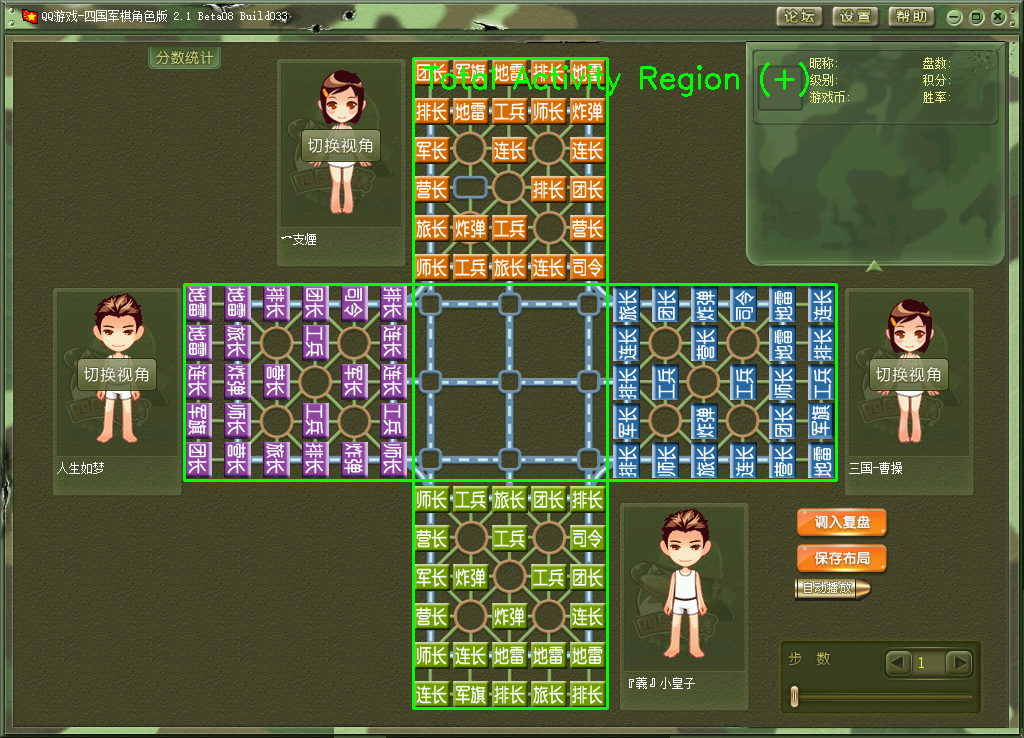 QQ游戏-四国军棋角色版 2.1 Beta08 Build033
论坛 设置 帮助
分数统计
Total Activity Region (+)
昵称: 盘数:
级别: 积分:
游戏币: 胜率:
切换视角
一支煙
团长 军旗 地雷 排长 地雷
排长 地雷 工兵 师长 炸弹
军长 连长 连长
营长 排长 团长
旅长 炸弹 工兵 营长
师长 工兵 旅长 连长 司令
切换视角
人生如梦
地雷 地雷 排长 团长 司令 排长
地雷 旅长 工兵 连长
连长 炸弹 营长 军长 连长
军旗 师长 工兵 工兵
团长 营长 旅长 排长 炸弹 师长
旅长 团长 炸弹 司令 地雷 连长
连长 营长 地雷 排长
排长 工兵 工兵 师长 工兵
军长 炸弹 团长 军旗
排长 师长 旅长 连长 营长 地雷
切换视角
三国-曹操
师长 工兵 旅长 团长 排长
营长 工兵 司令
军长 炸弹 工兵 团长
营长 炸弹 连长
师长 连长 地雷 地雷 地雷
连长 军旗 排长 旅长 排长
『義』小皇子
调入复盘
保存布局
自动播放
步 数 1